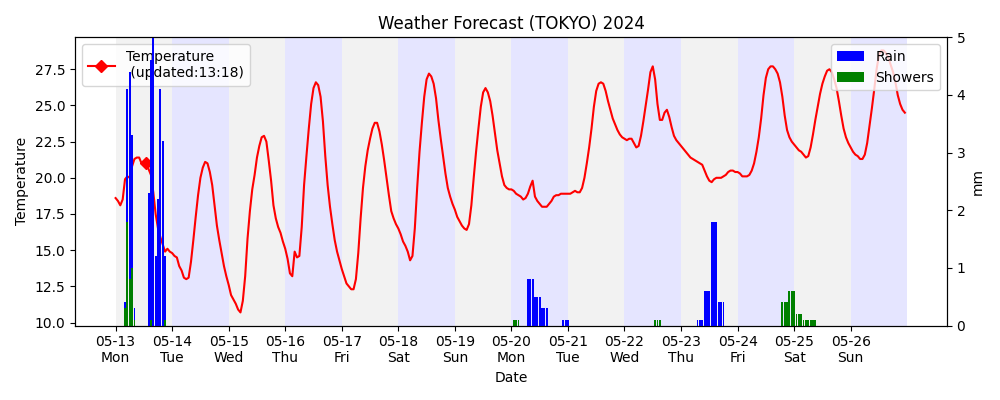 Weather Forecast (TOKYO) 2024
Temperature
(updated:13:18)
Rain
Showers
Temperature
27.5
25.0
22.5
20.0
17.5
15.0
12.5
10.0
5
4
3
2
1
0
mm
05-13 05-14 05-15 05-16 05-17 05-18 05-19 05-20 05-21 05-22 05-23 05-24 05-25 05-26
Mon Tue Wed Thu Fri Sat Sun Mon Tue Wed Thu Fri Sat Sun
Date